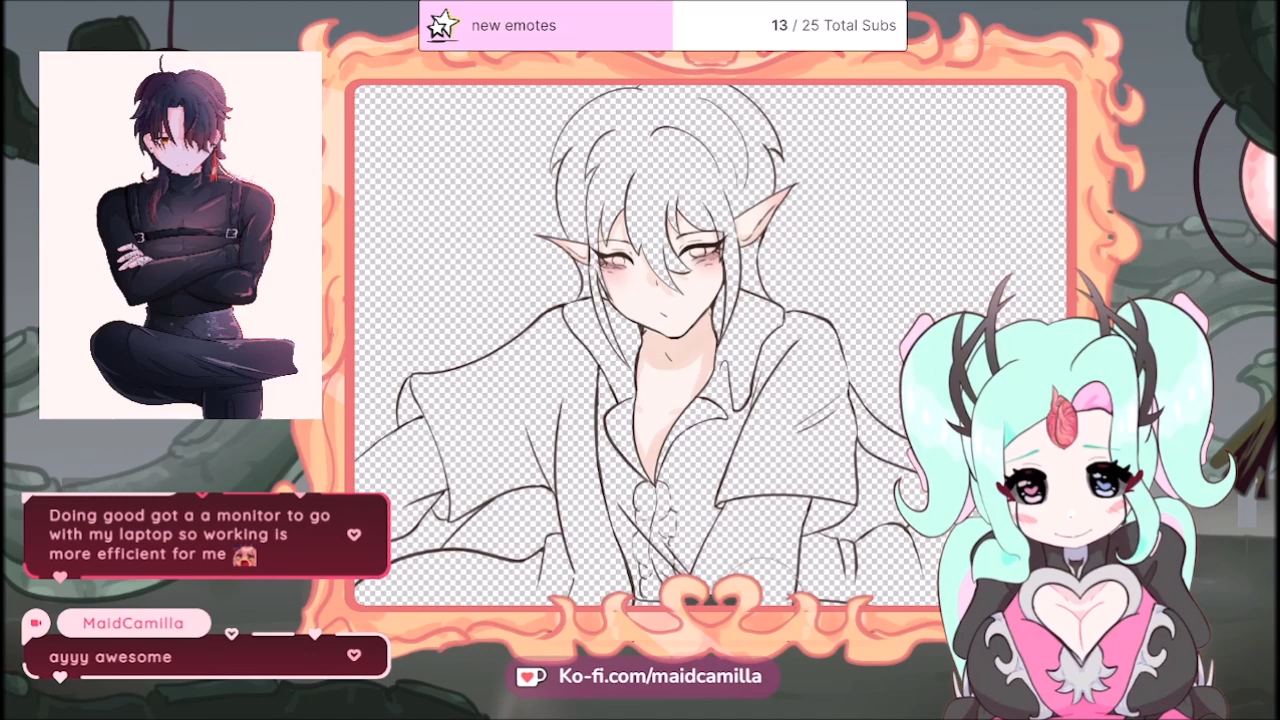 new emotes
13 / 25 Total Subs
Doing good got a a monitor to go
with my laptop so working is
more efficient for me
MaidCamilla
ayyy awesome
Ko-fi.com/maidcamilla